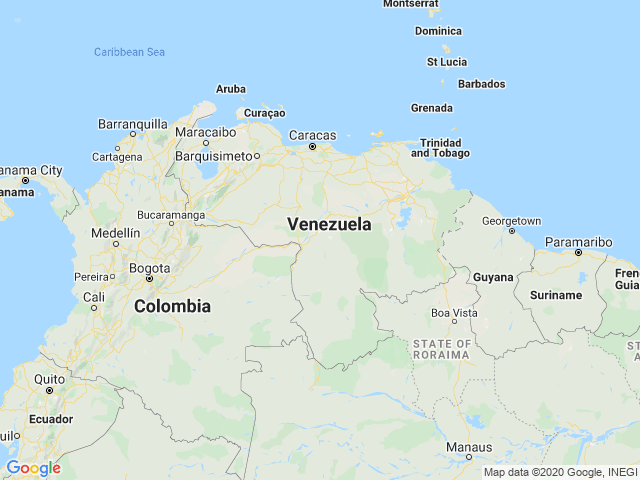 Montserrat
Dominica
Caribbean Sea
St Lucia
Barbados
Aruba
Curaçao
Grenada
Barranquilla
Maracaibo
Caracas
Trinidad
and Tobago
Cartagena
Barquisimeto
anama City
anama
Bucaramanga
Medellín
Venezuela
Georgetown
Paramaribo
Pereira
Bogota
Guyana
Fren
Guia
Cali
Colombia
Suriname
Boa Vista
STATE OF
RORAIMA
STA
Quito
Ecuador
uil
Manaus
Google
Map data ©2020 Google, INEGI